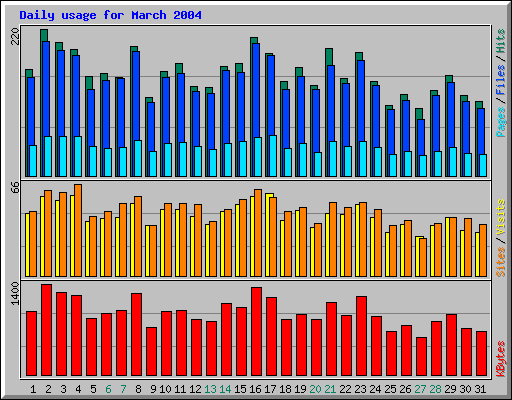 Daily usage for March 2004
220
Pages/Files/Hits
66
Sites/Visits
1400
KBytes
1 2 3 4 5 6 7 8 9 10 11 12 13 14 15 16 17 18 19 20 21 22 23 24 25 26 27 28 29 30 31